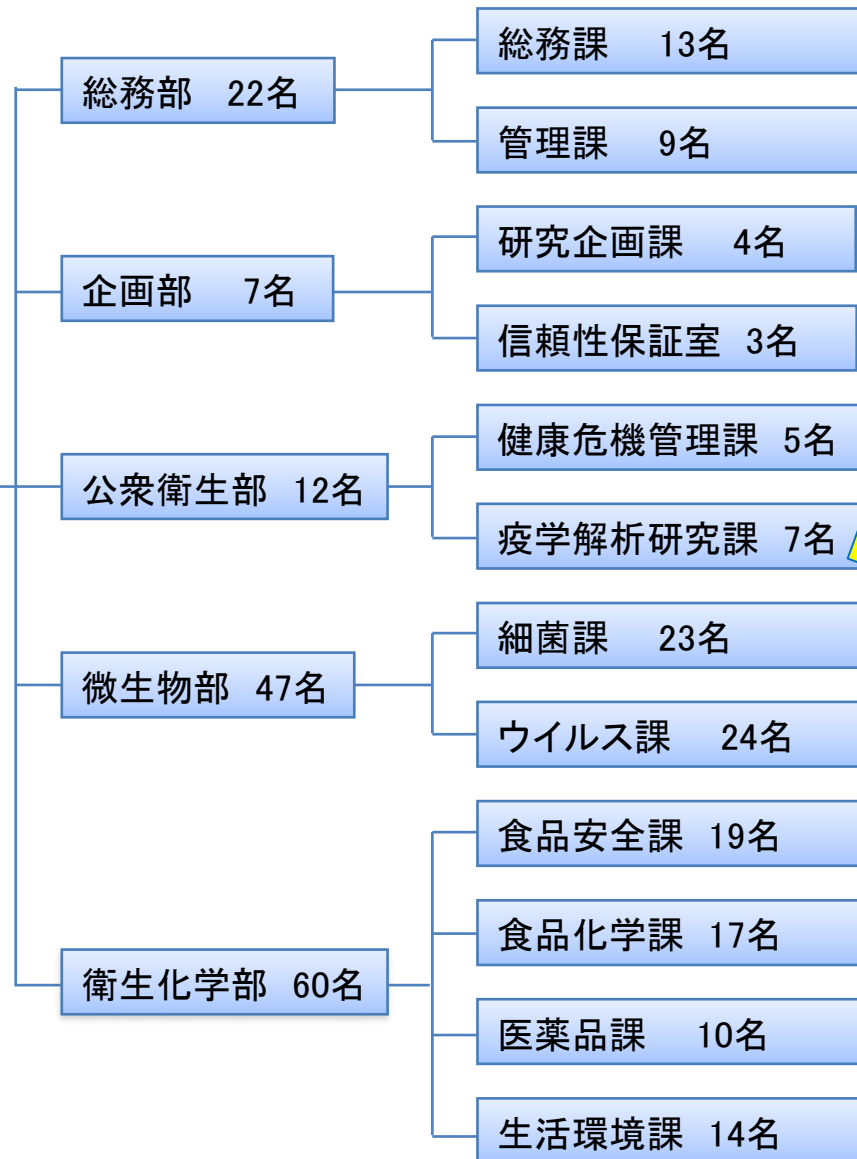 総務部 22名
総務課 13名
管理課 9名
企画部 7名
研究企画課 4名
信頼性保証室 3名
公衆衛生部 12名
健康危機管理課 5名
疫学解析研究課 7名
微生物部 47名
細菌課 23名
ウイルス課 24名
衛生化学部 60名
食品安全課 19名
食品化学課 17名
医薬品課 10名
生活環境課 14名